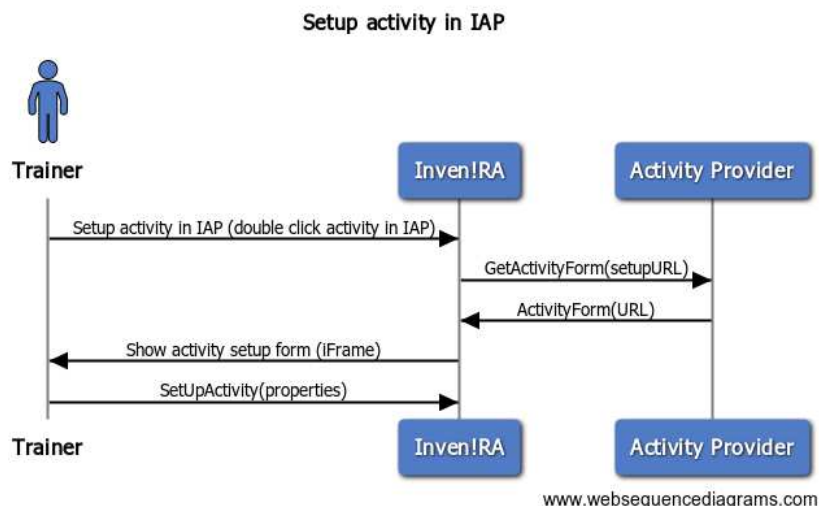 Setup activity in IAP
Trainer
Inven!RA
Activity Provider
Setup activity in IAP (double click activity in IAP)
GetActivityForm(setupURL)
ActivityForm(URL)
Show activity setup form (iFrame)
SetUpActivity(properties)
Trainer
Inven!RA
Activity Provider
www.websequencediagrams.com